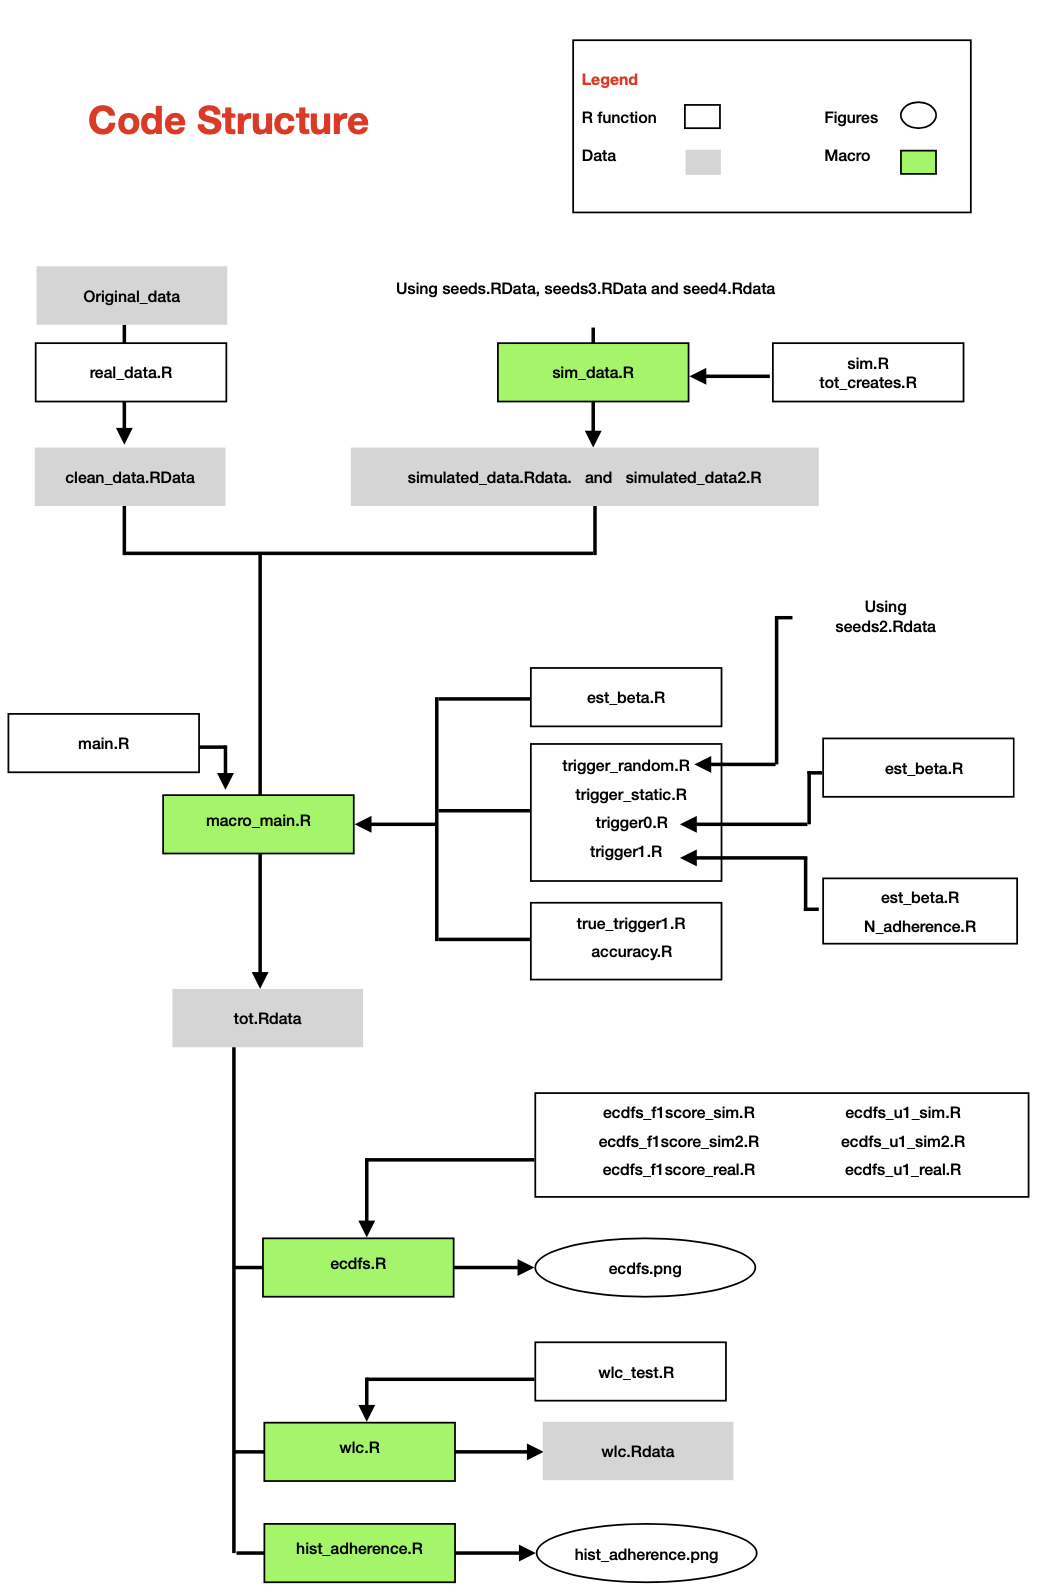 Code Structure
Legend
R function
Figures
Data
Macro
Original_data
Using seeds.RData, seeds3.RData and seed4.Rdata
real_data.R
sim_data.R
sim.R
tot_creates.R
clean_data.RData
simulated_data.Rdata. and simulated_data2.R
Using
seeds2.Rdata
est_beta.R
main.R
trigger_random.R
trigger_static.R
trigger0.R
trigger1.R
est_beta.R
macro_main.R
est_beta.R
N_adherence.R
true_trigger1.R
accuracy.R
tot.Rdata
ecdfs_f1score_sim.R ecdfs_u1_sim.R
ecdfs_f1score_sim2.R ecdfs_u1_sim2.R
ecdfs_f1score_real.R ecdfs_u1_real.R
ecdfs.R
ecdfs.png
wlc_test.R
wlc.R
wlc.Rdata
hist_adherence.R
hist_adherence.png